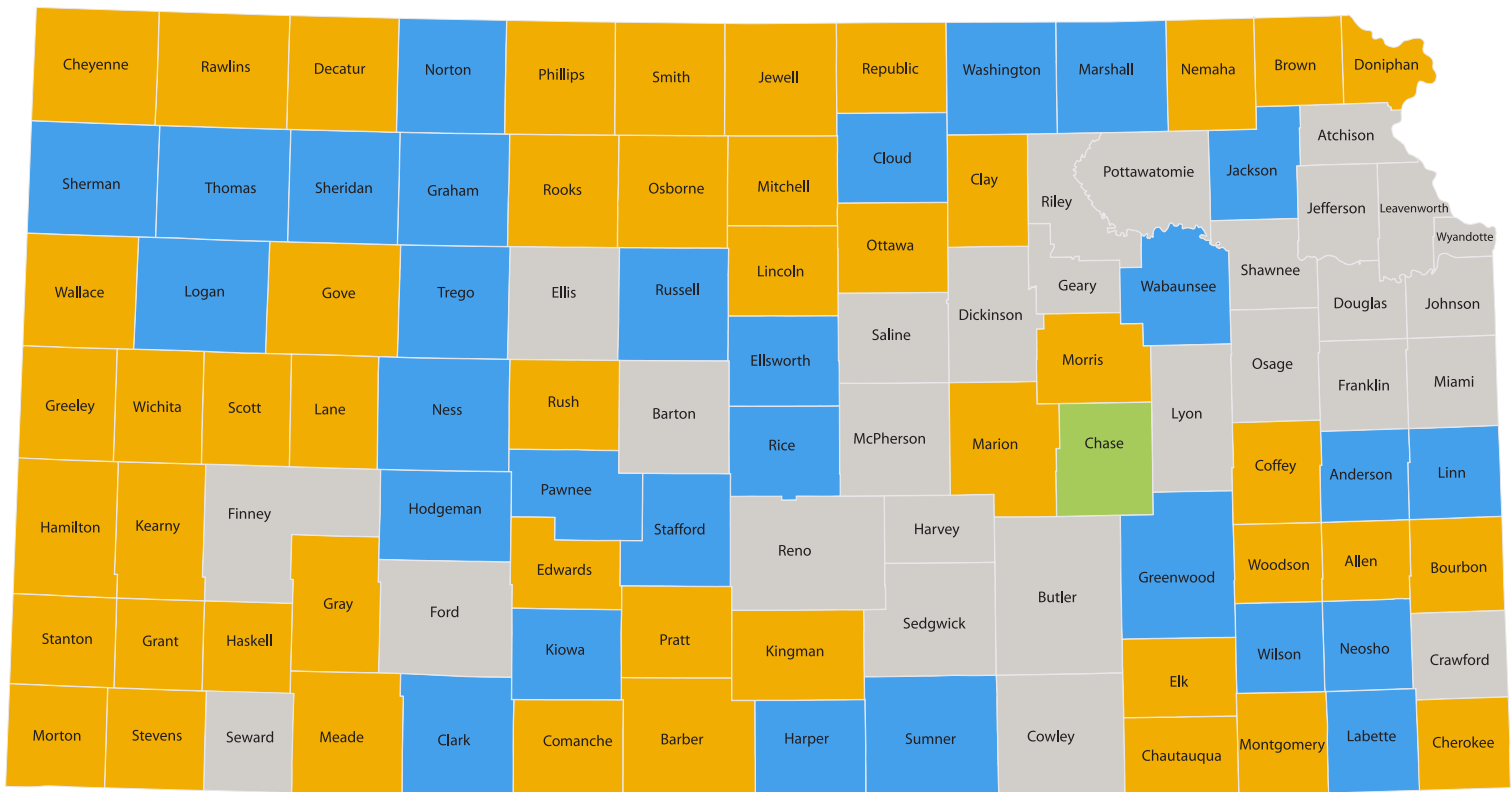 Cheyenne
Rawlins
Decatur
Norton
Phillips
Smith
Jewell
Republic
Washington
Marshall
Nemaha
Brown
Doniphan
Sherman
Thomas
Sheridan
Graham
Rooks
Osborne
Mitchell
Cloud
Clay
Riley
Pottawatomie
Jackson
Atchison
Jefferson
Leavenworth
Wyandotte
Wallace
Logan
Gove
Trego
Ellis
Russell
Lincoln
Ottawa
Saline
Dickinson
Geary
Wabaunsee
Shawnee
Douglas
Johnson
Ellsworth
Morris
Osage
Franklin
Miami
Greeley
Wichita
Scott
Lane
Ness
Rush
Barton
Rice
McPherson
Marion
Chase
Lyon
Coffey
Anderson
Linn
Hamilton
Kearny
Finney
Hodgeman
Pawnee
Stafford
Reno
Harvey
Edwards
Gray
Ford
Sedgwick
Butler
Greenwood
Woodson
Allen
Bourbon
Stanton
Grant
Haskell
Kiowa
Pratt
Kingman
Elk
Wilson
Neosho
Crawford
Morton
Stevens
Seward
Meade
Clark
Comanche
Barber
Harper
Sumner
Cowley
Chautauqua
Montgomery
Labette
Cherokee